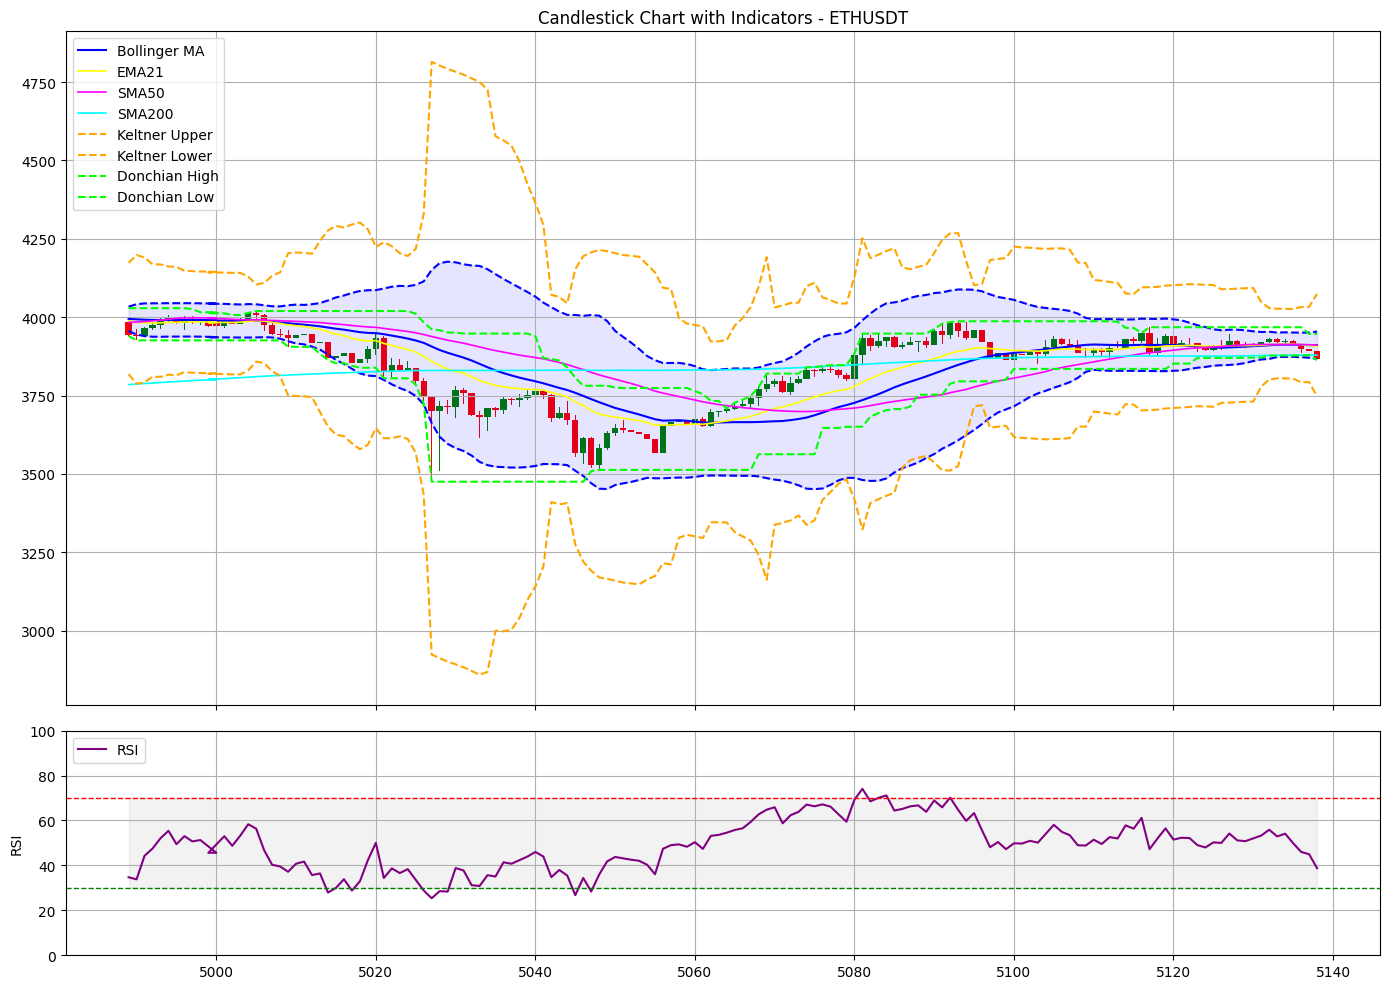 Candlestick Chart with Indicators - ETHUSDT
Bollinger MA
EMA21
SMA50
SMA200
Keltner Upper
Keltner Lower
Donchian High
Donchian Low
4750
4500
4250
4000
3750
3500
3250
3000
RSI
100
80
60
40
20
0
RSI
5000 5020 5040 5060 5080 5100 5120 5140